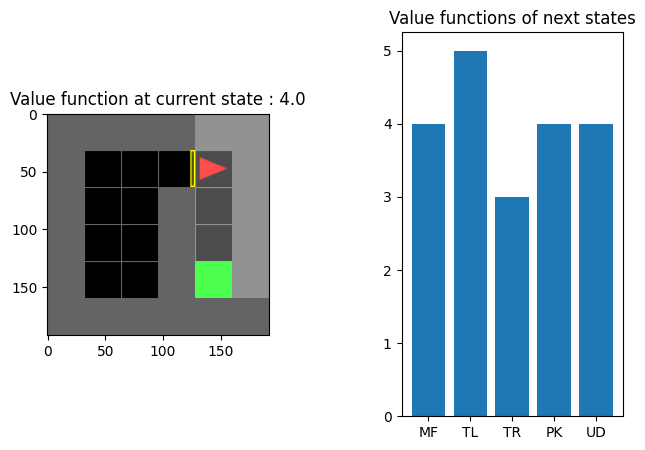 Value function at current state : 4.0
0
50
100
150
0
50
100
150
Value functions of next states
5
4
3
2
1
0
MF
TL
TR
PK
UD